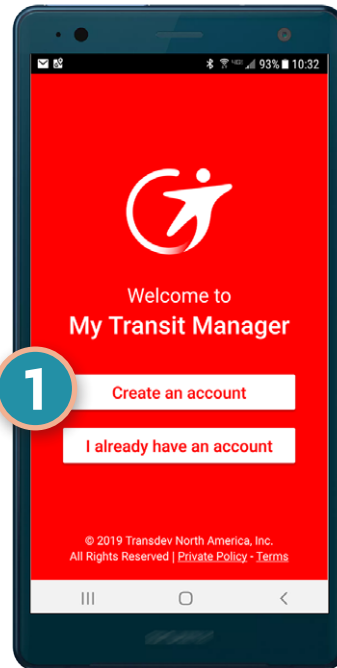 93% 10:32
Welcome to
My Transit Manager
1
Create an account
I already have an account
© 2019 Transdev North America, Inc.
All Rights Reserved | Private Policy - Terms